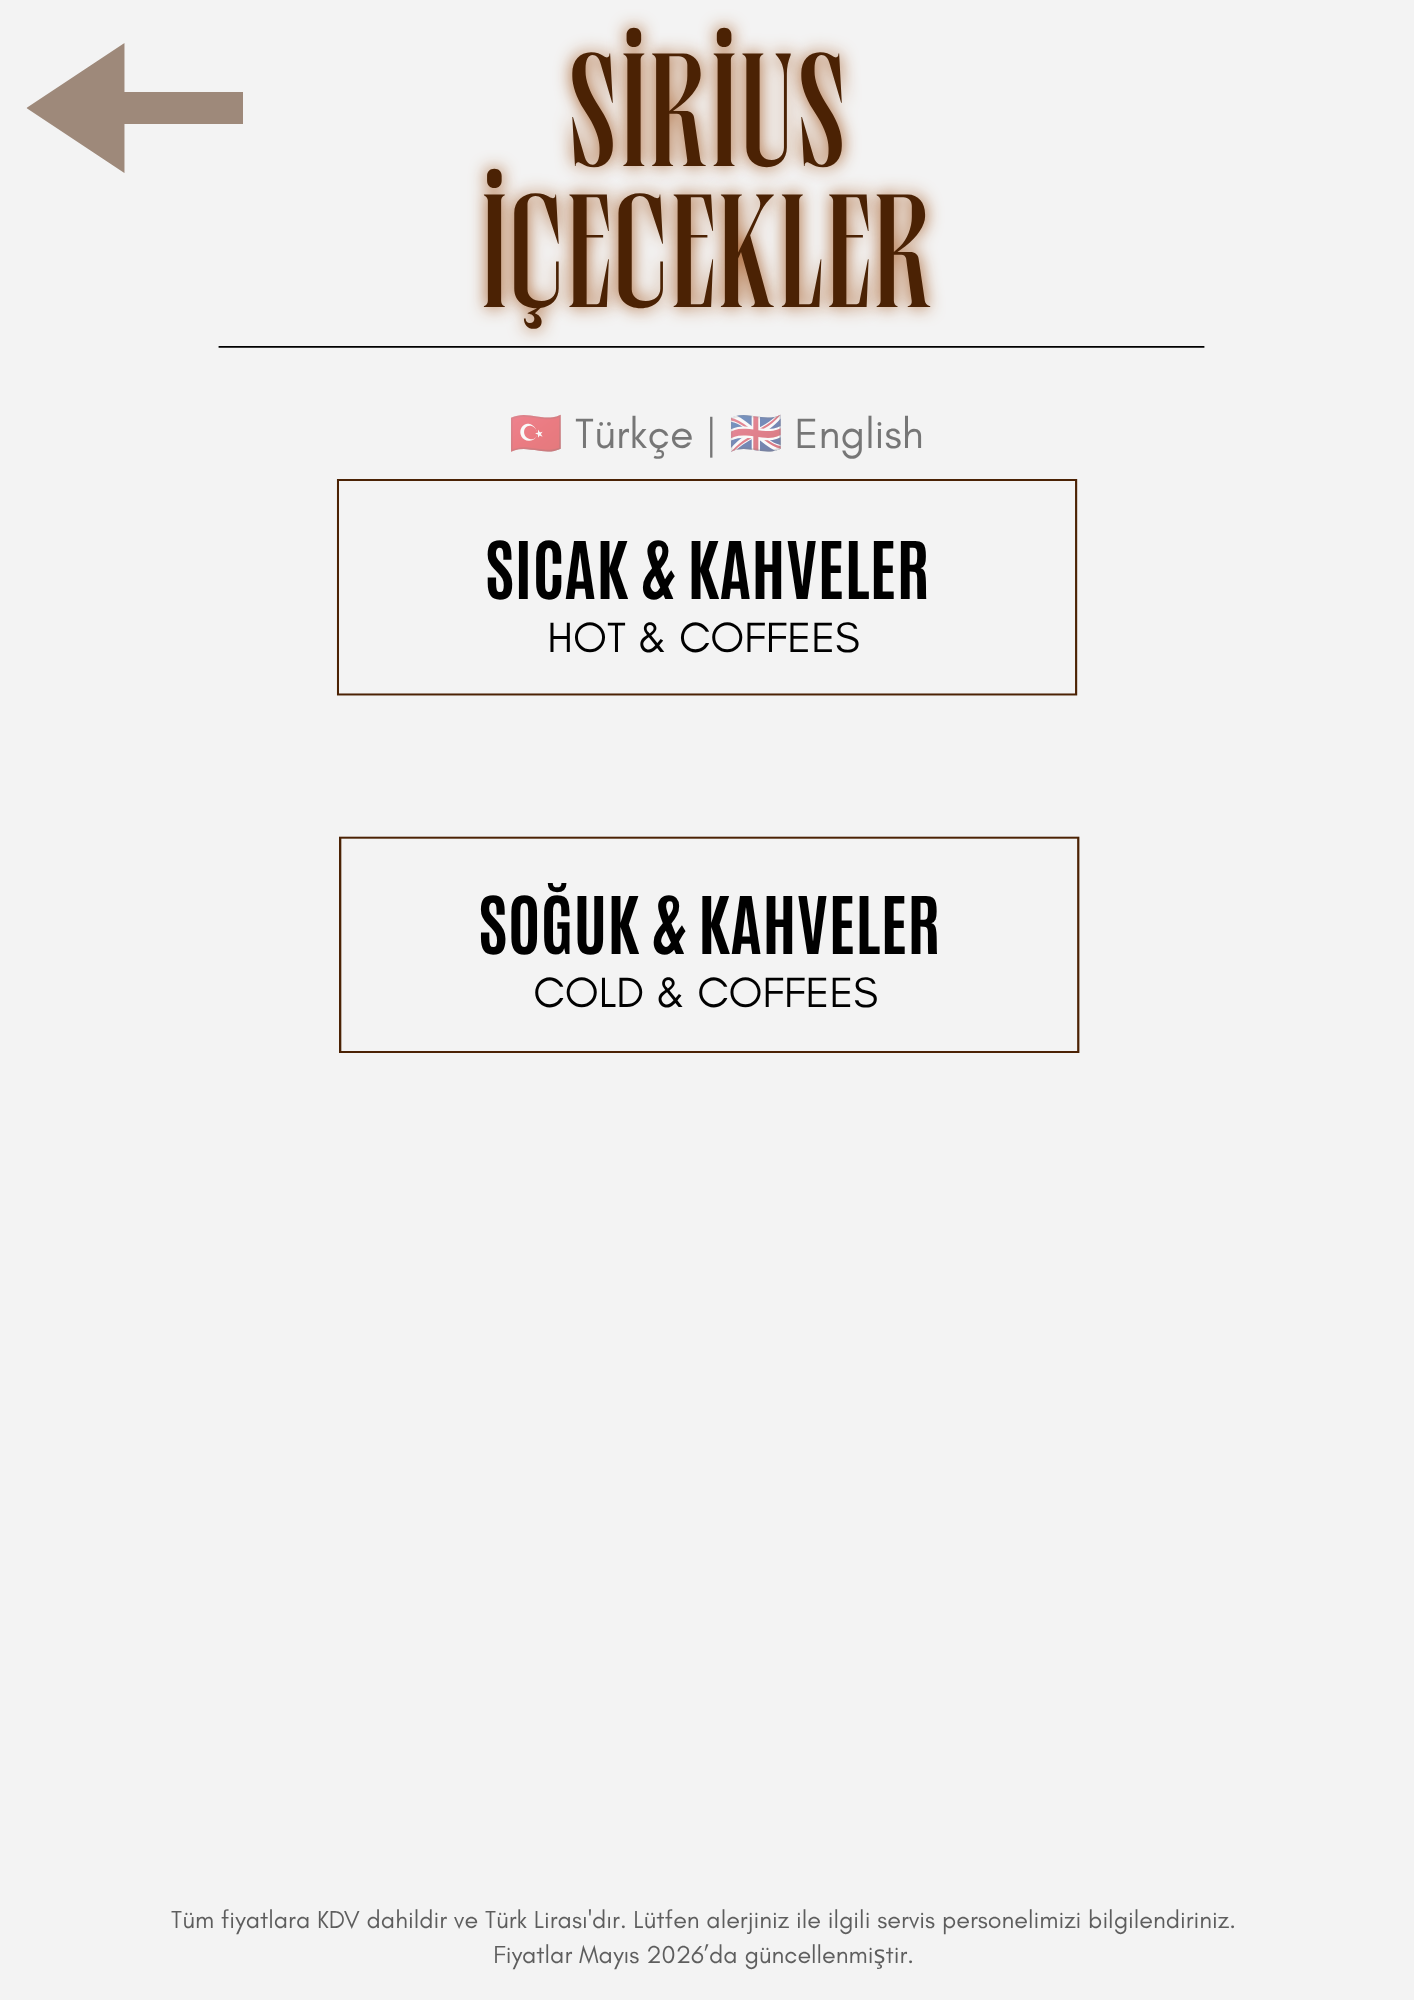 SİRİUS
İÇECEKLER
Türkçe | English
SICAK & KAHVELER
HOT & COFFEES
SOĞUK & KAHVELER
COLD & COFFEES
Tüm fiyatlara KDV dahildir ve Türk Lirası'dır. Lütfen alerjiniz ile ilgili servis personelimizi bilgilendiriniz.
Fiyatlar Mayıs 2026’da güncellenmiştir.